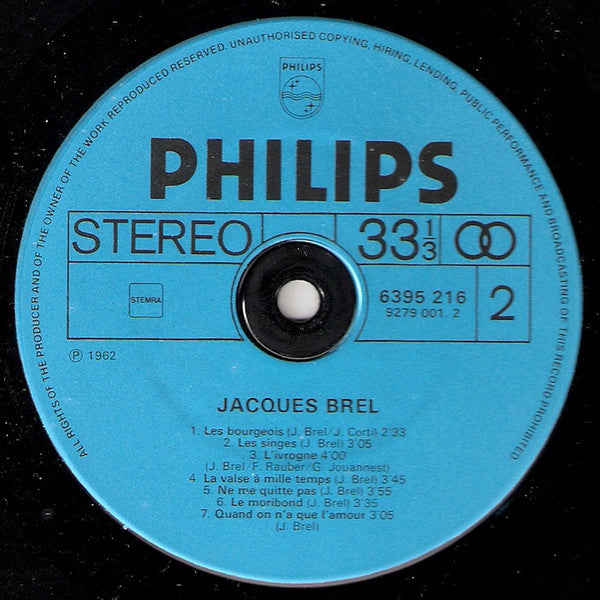 ALL RIGHTS OF THE PRODUCER AND OF THE OWNER OF THE WORK REPRODUCED RESERVED. UNAUTHORISED COPYING, HIRING, LENDING, PUBLIC PERFORMANCE AND BROADCASTING OF THIS RECORD PROHIBITED
PHILIPS
PHILIPS
STEREO
33 1/3
STEMRA
6395 216
9279 001. 2
2
Ⓟ 1962
JACQUES BREL
1. Les bourgeois (J. Brel/J. Corti) 2'33
2. Les singes (J. Brel) 3'05
3. L'ivrogne 4'00
(J. Brel/F. Rauber/G. Jouannest)
4. La valse à mille temps (J. Brel) 3'45
5. Ne me quitte pas (J. Brel) 3'55
6. Le moribond (J. Brel) 3'35
7. Quand on n'a que l'amour 3'05
(J. Brel)